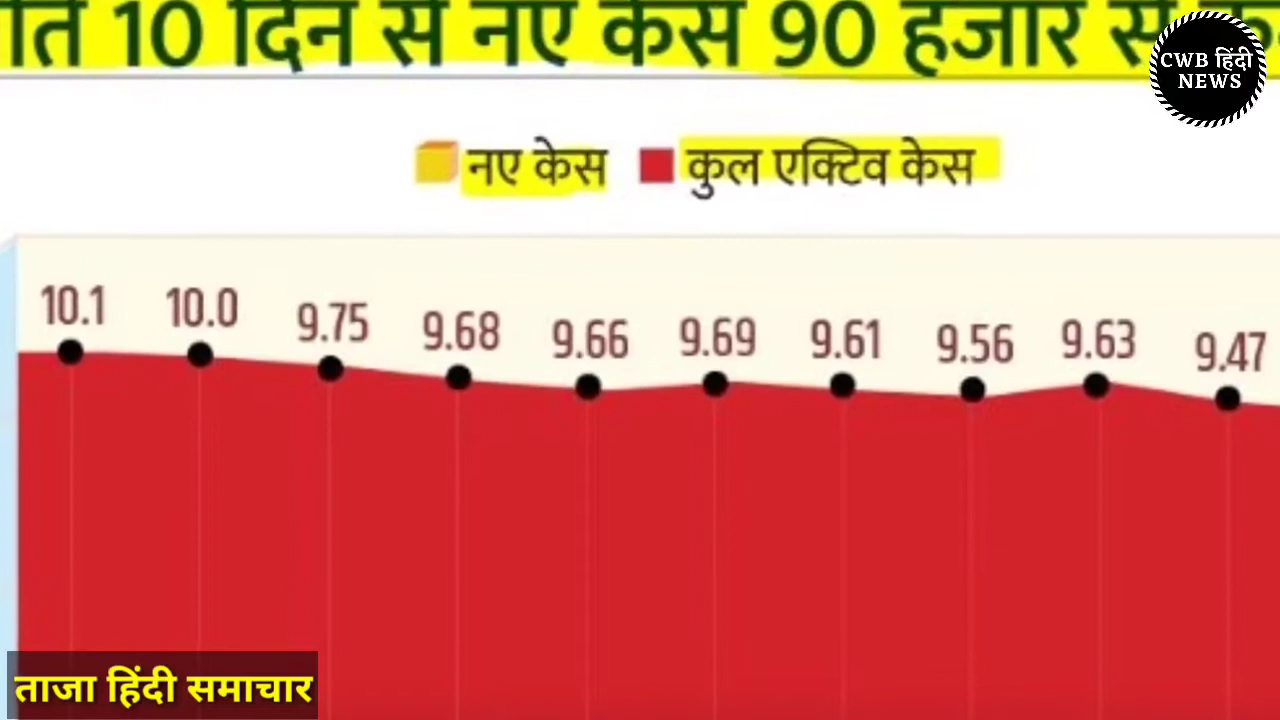 10 दिन से नए केस 90 हजार से
CWB हिंदी
NEWS
नए केस कुल एक्टिव केस
10.1 10.0 9.75 9.68 9.66 9.69 9.61 9.56 9.63 9.47
ताजा हिंदी समाचार